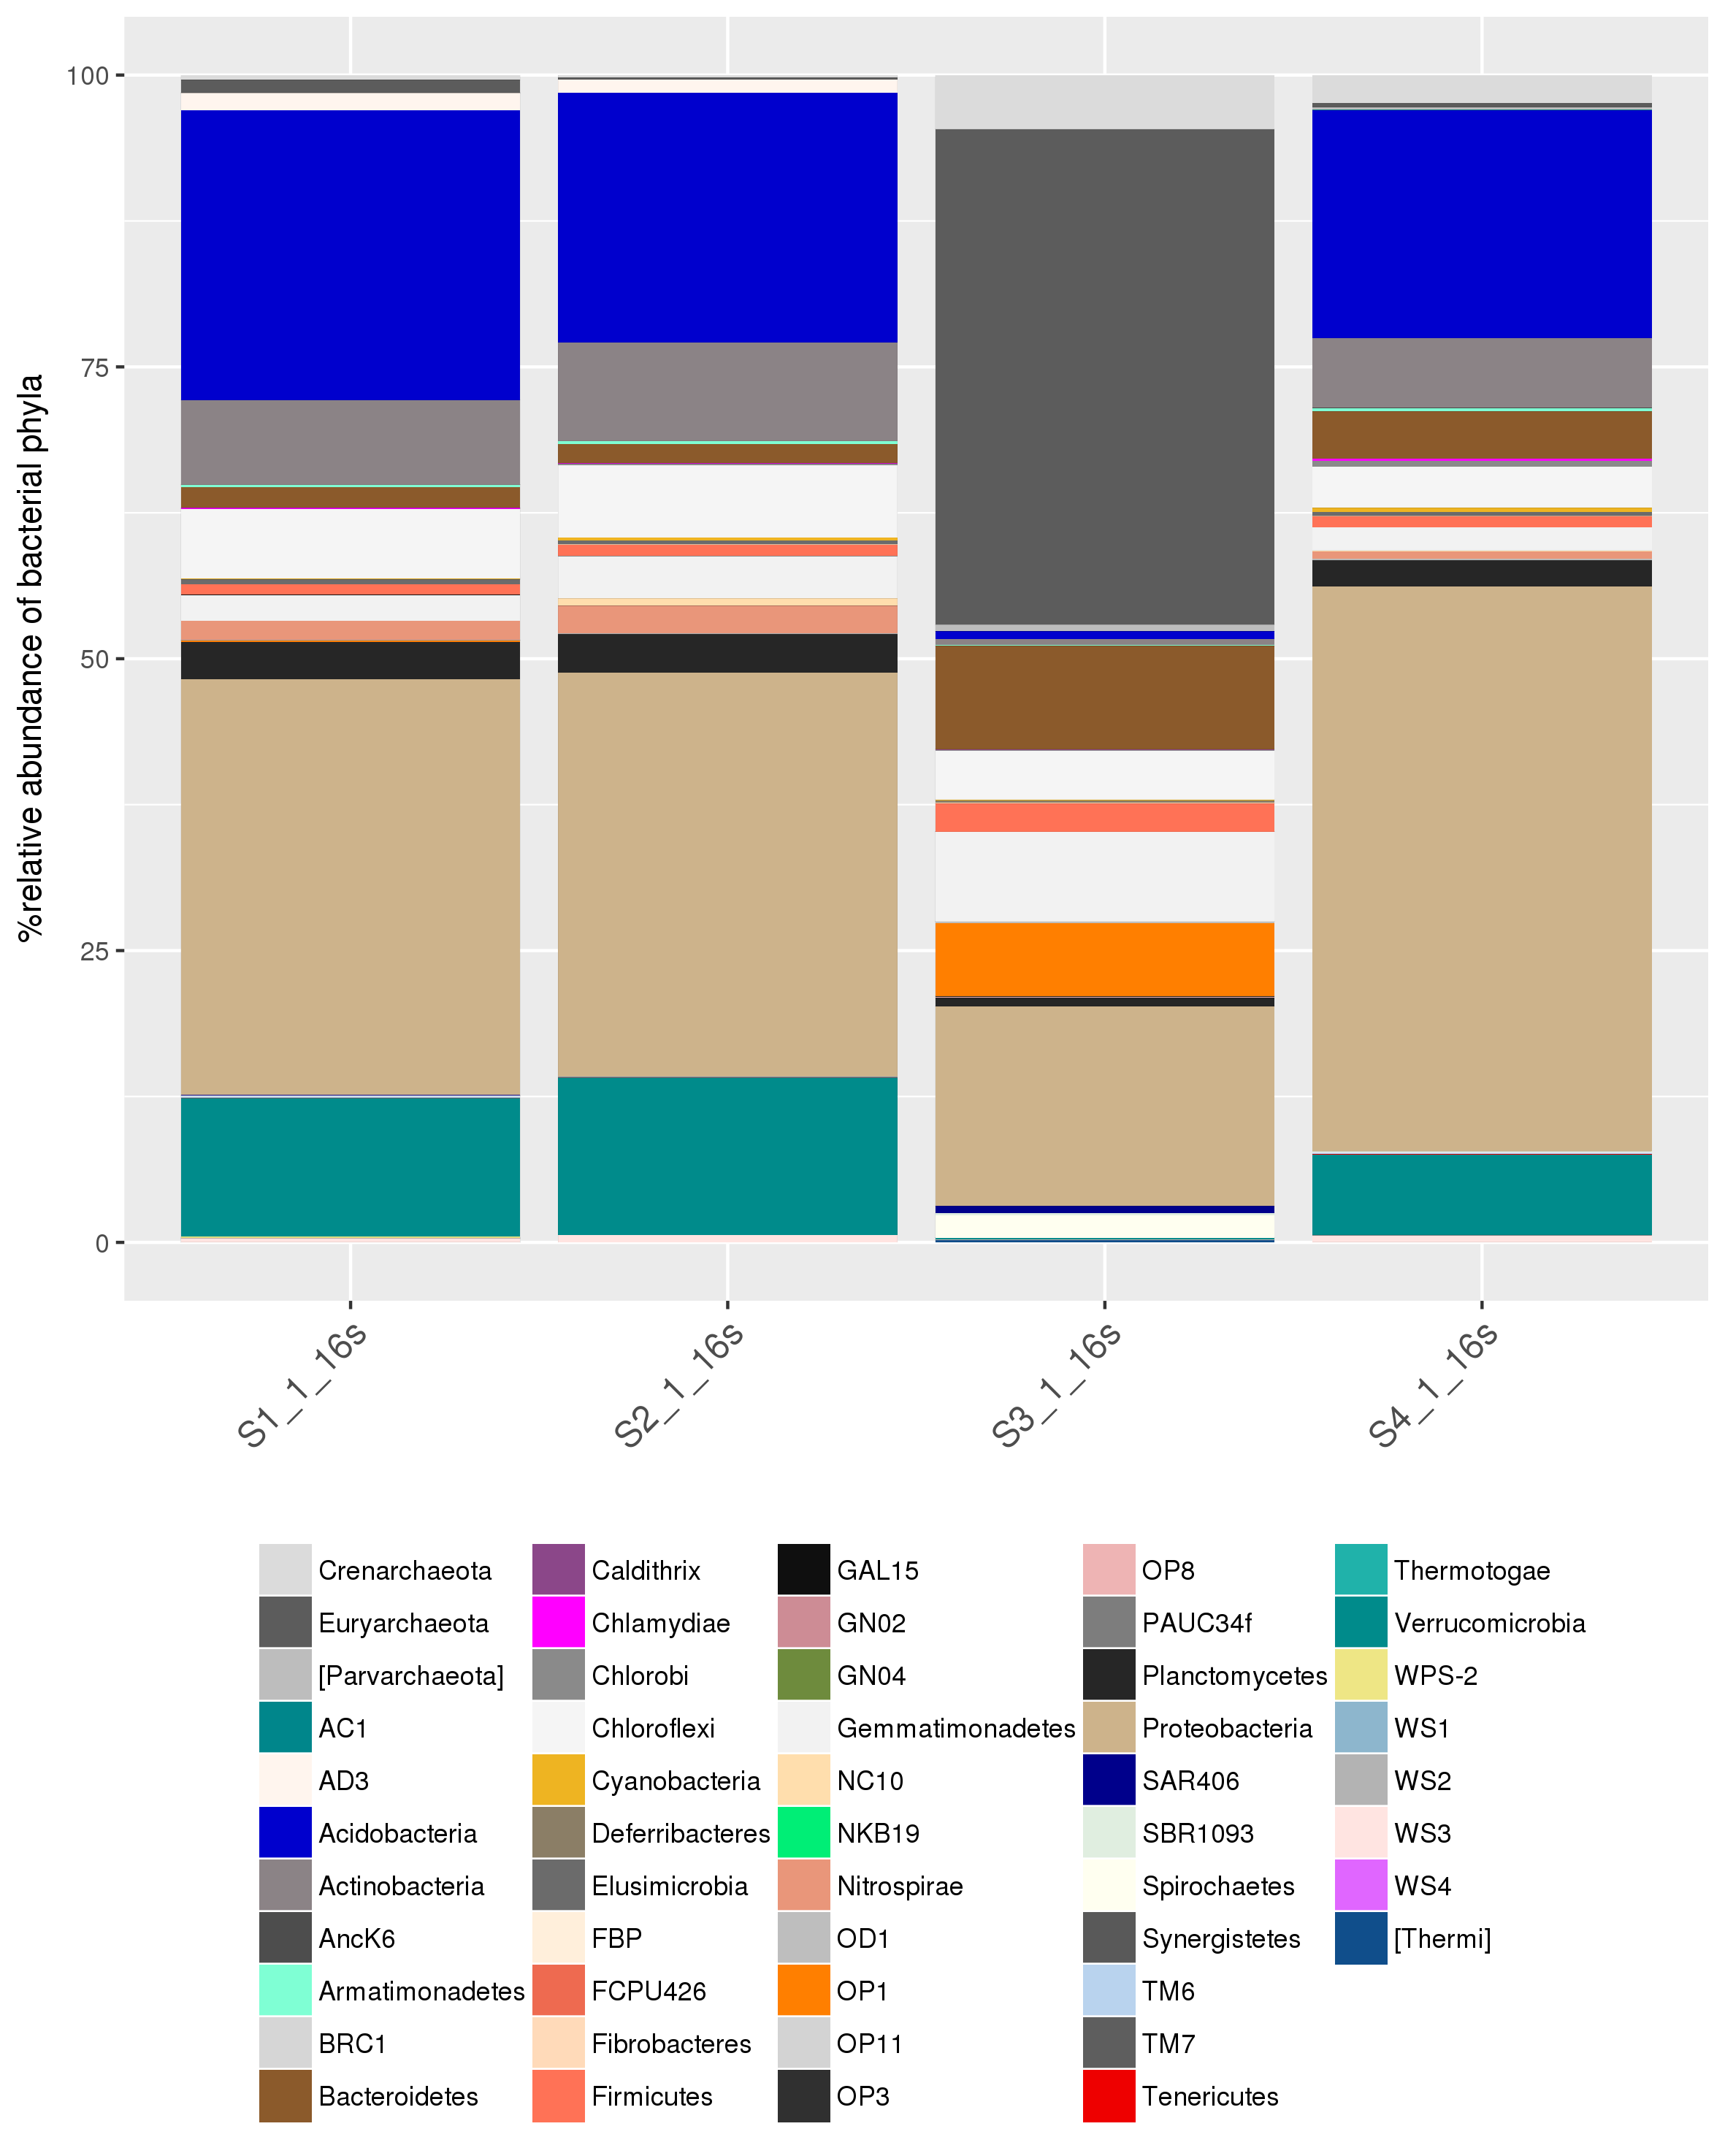 %relative abundance of bacterial phyla
100
75
50
25
0
S1_1_16s
S2_1_16s
S3_1_16s
S4_1_16s
Crenarchaeota
Euryarchaeota
[Parvarchaeota]
AC1
AD3
Acidobacteria
Actinobacteria
AncK6
Armatimonadetes
BRC1
Bacteroidetes
Caldithrix
Chlamydiae
Chlorobi
Chloroflexi
Cyanobacteria
Deferribacteres
Elusimicrobia
FBP
FCPU426
Fibrobacteres
Firmicutes
GAL15
GN02
GN04
Gemmatimonadetes
NC10
NKB19
Nitrospirae
OD1
OP1
OP11
OP3
OP8
PAUC34f
Planctomycetes
Proteobacteria
SAR406
SBR1093
Spirochaetes
Synergistetes
TM6
TM7
Tenericutes
Thermotogae
Verrucomicrobia
WPS-2
WS1
WS2
WS3
WS4
[Thermi]